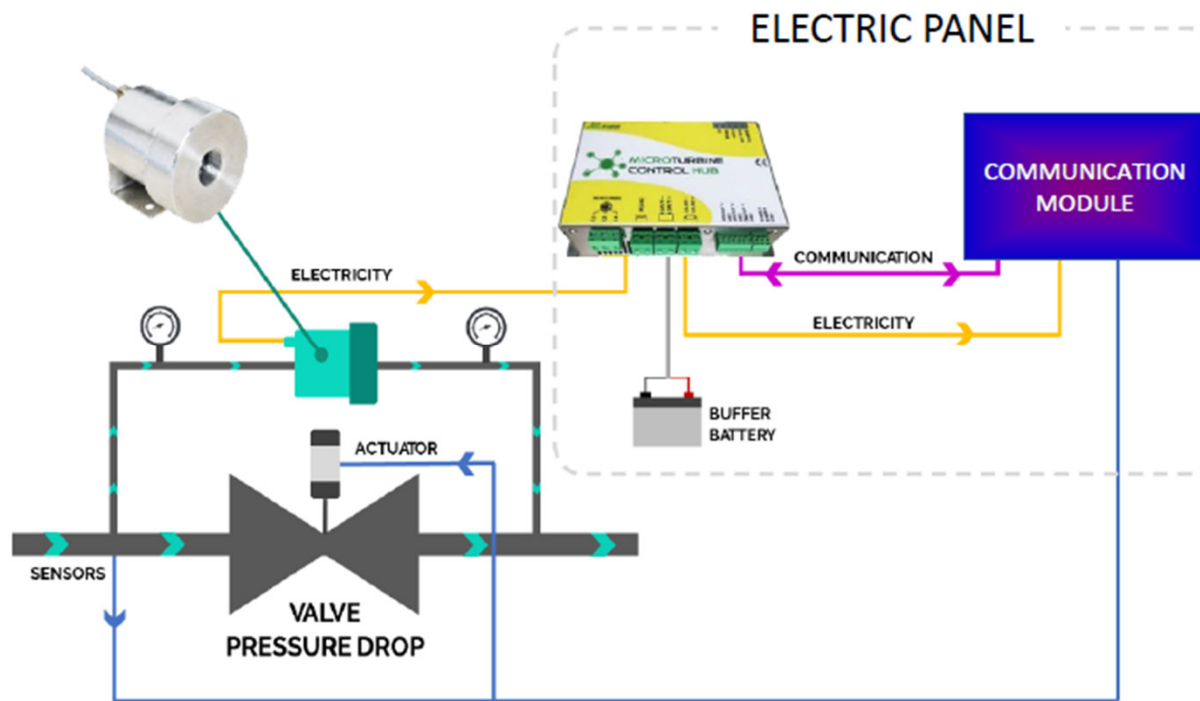 ELECTRIC PANEL
MICROTURBINE
CONTROL HUB
COMMUNICATION
MODULE
COMMUNICATION
ELECTRICITY
ELECTRICITY
BUFFER
BATTERY
ACTUATOR
SENSORS
VALVE
PRESSURE DROP